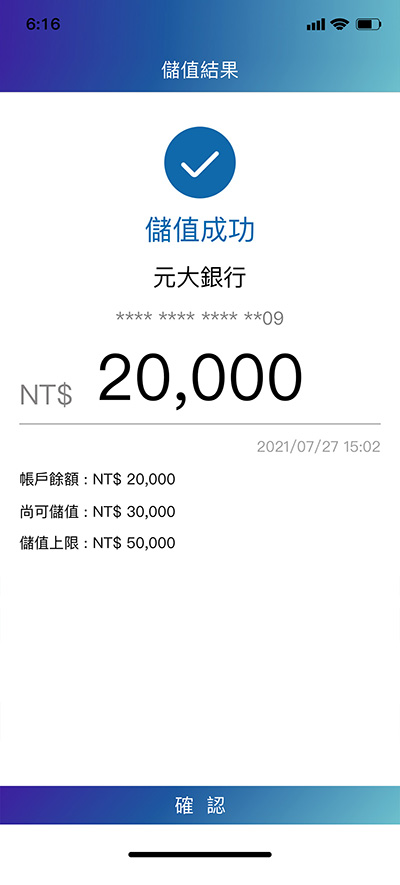 6:16
儲值結果
儲值成功
元大銀行
**** **** **** **09
NT$ 20,000
2021/07/27 15:02
帳戶餘額 : NT$ 20,000
尚可儲值 : NT$ 30,000
儲值上限 : NT$ 50,000
確 認